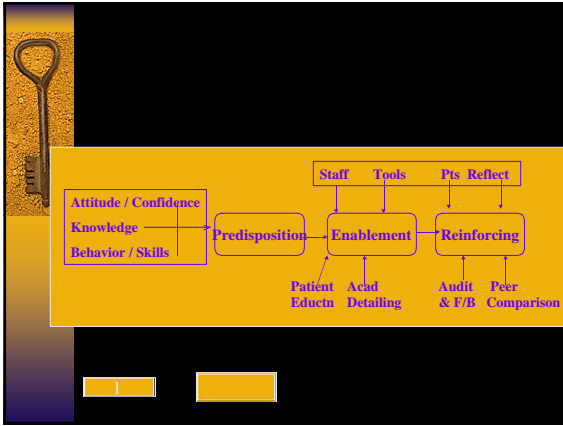 Staff Tools Pts Reflect
Attitude / Confidence
Knowledge
Behavior / Skills
Predisposition
Enablement
Reinforcing
Patient Eductn
Acad Detailing
Audit & F/B
Peer Comparison
1